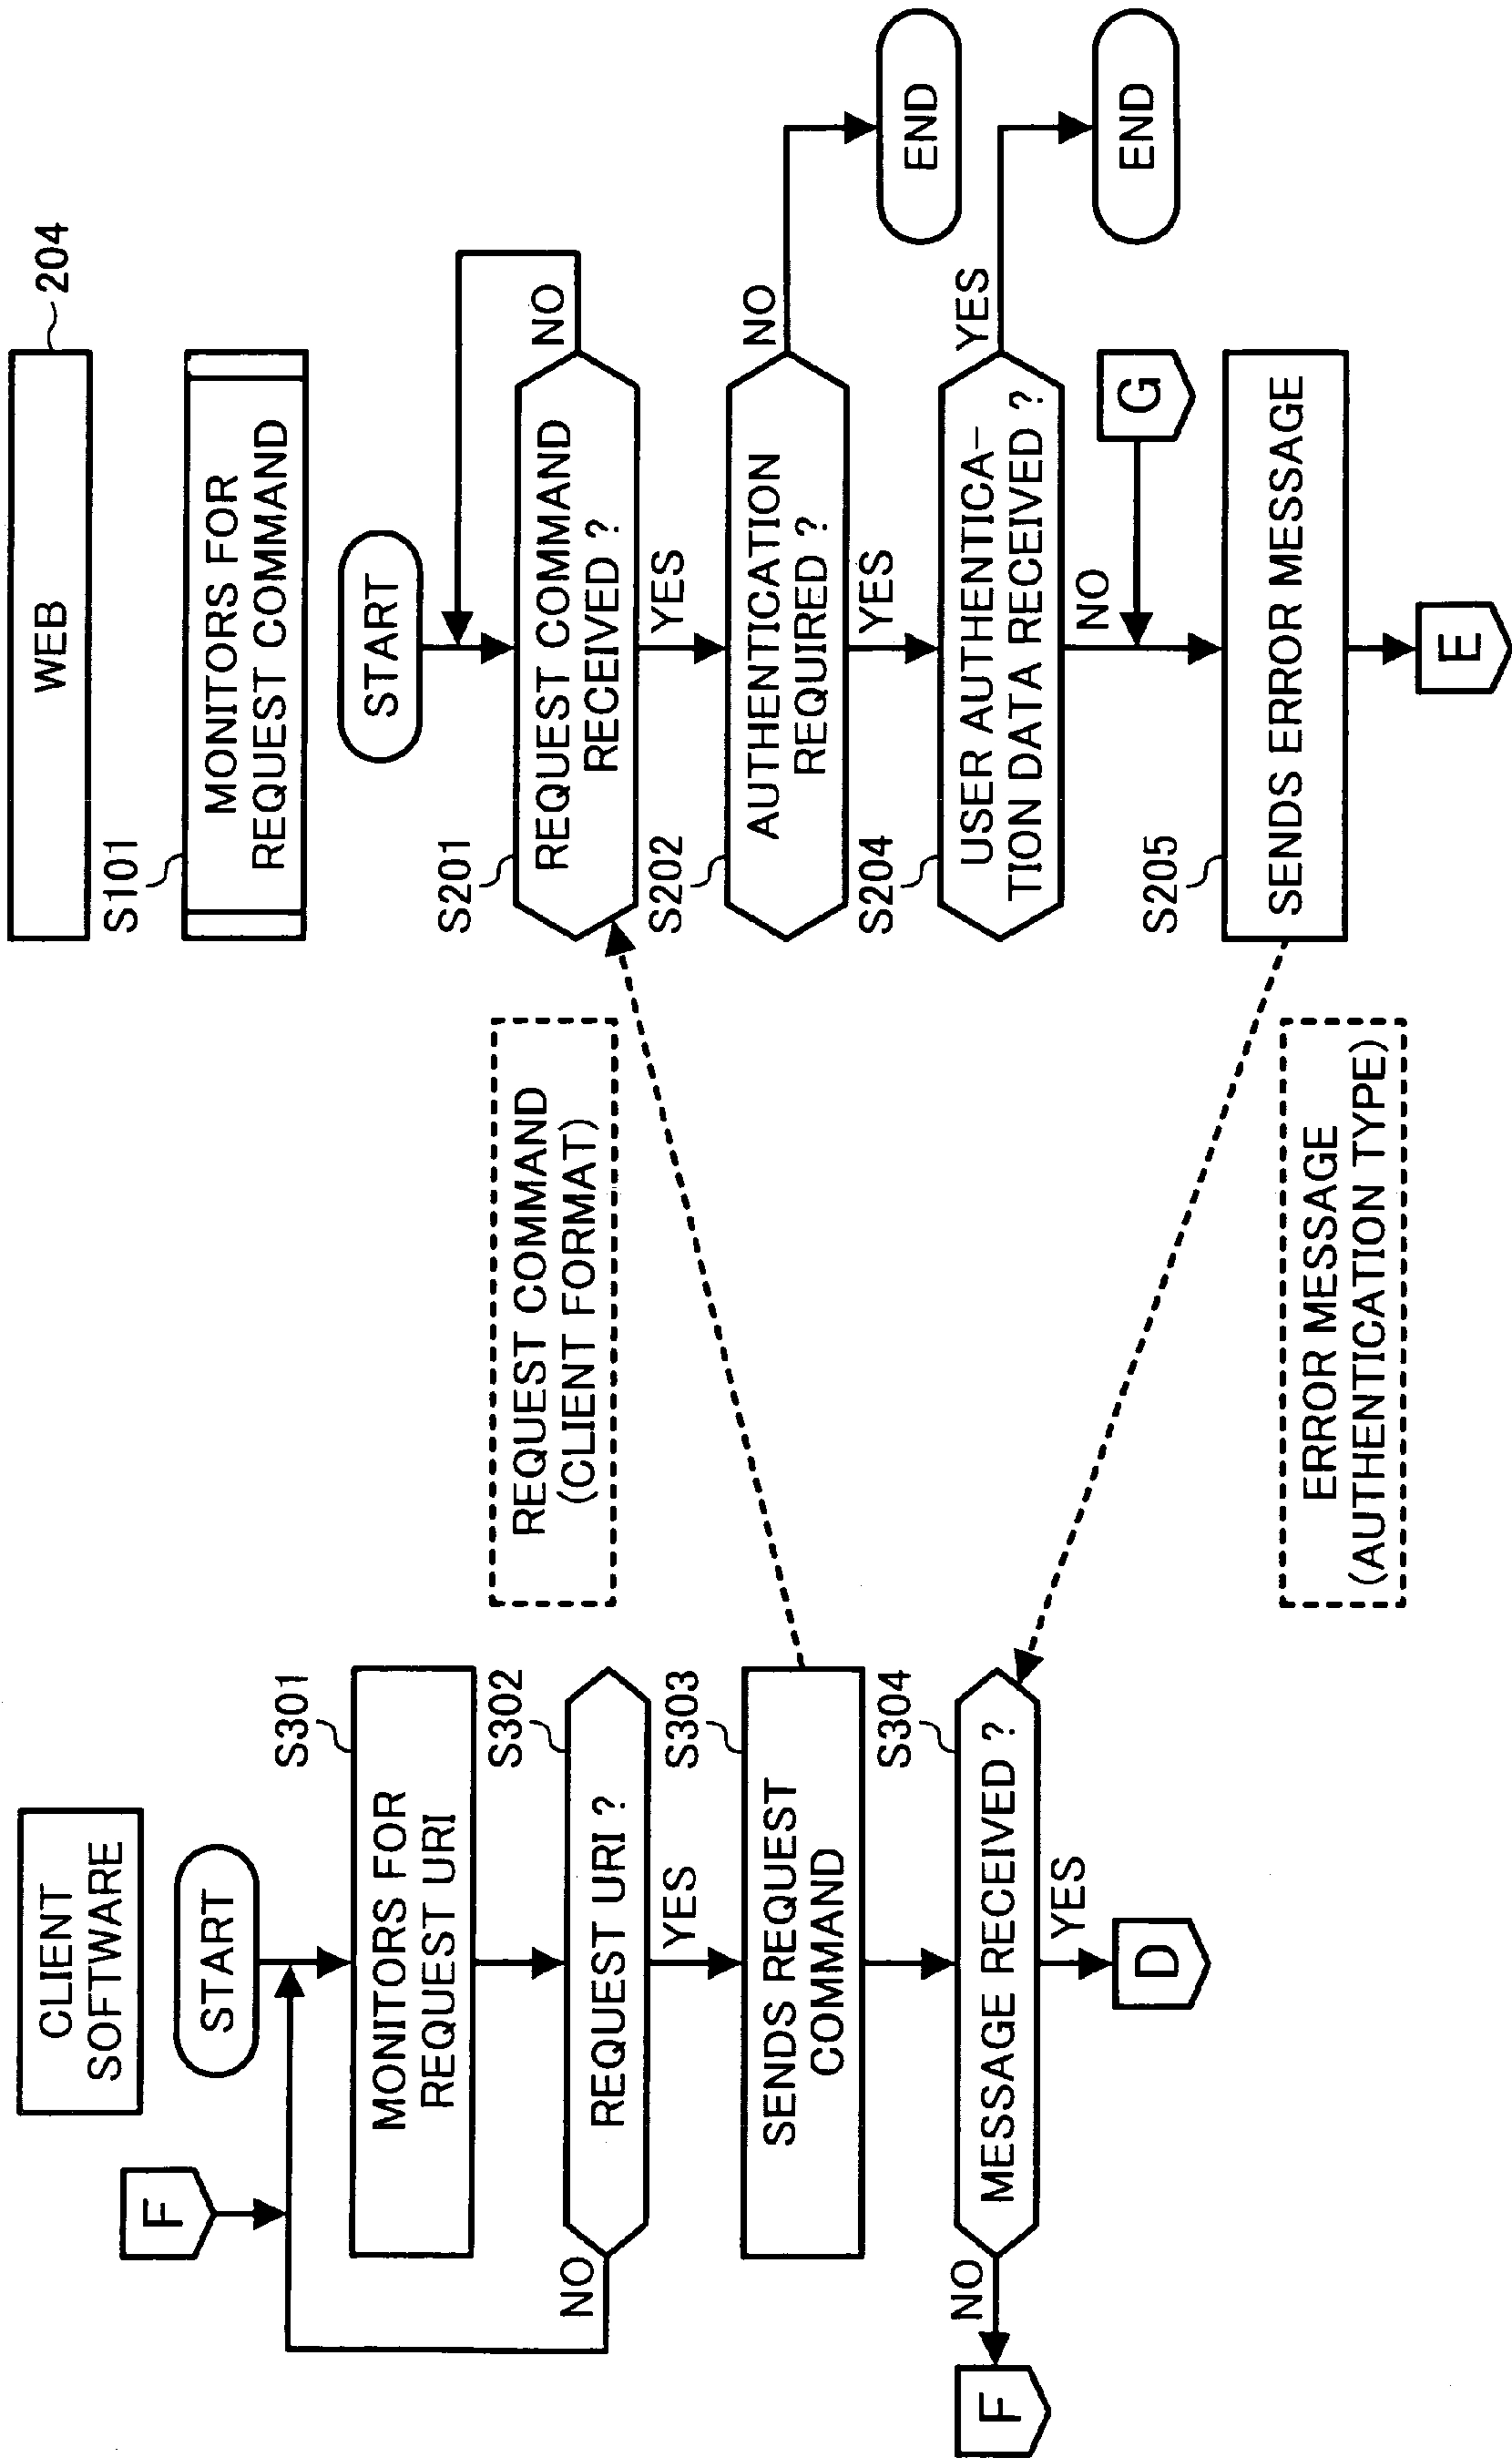 CLIENT
SOFTWARE
START
F
S301
MONITORS FOR
REQUEST URI
S302
REQUEST URI ?
NO
YES
S303
SENDS REQUEST
COMMAND
S304
MESSAGE RECEIVED ?
NO
F
YES
D
REQUEST COMMAND
(CLIENT FORMAT)
ERROR MESSAGE
(AUTHENTICATION TYPE)
WEB
204
S101
MONITORS FOR
REQUEST COMMAND
START
S201
REQUEST COMMAND
RECEIVED ?
NO
YES
S202
AUTHENTICATION
REQUIRED ?
NO
END
YES
S204
USER AUTHENTICA-
TION DATA RECEIVED ?
YES
END
NO
G
S205
SENDS ERROR MESSAGE
E